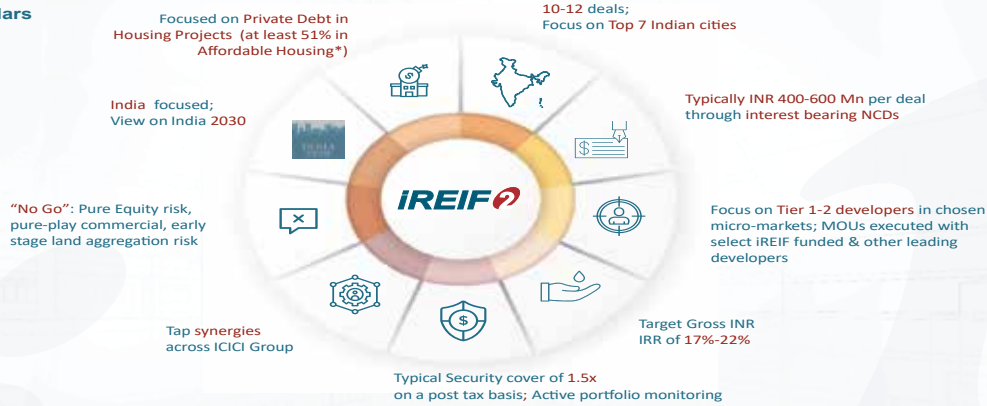 Focused on Private Debt in
Housing Projects (at least 51% in
Affordable Housing*)
10-12 deals;
Focus on Top 7 Indian cities
India focused;
View on India 2030
Typically INR 400-600 Mn per deal
through interest bearing NCDs
iREIF2
"No Go": Pure Equity risk,
pure-play commercial, early
stage land aggregation risk
Focus on Tier 1-2 developers in chosen
micro-markets; MOUs executed with
select iREIF funded & other leading
developers
Tap synergies
across ICICI Group
Target Gross INR
IRR of 17%-22%
Typical Security cover of 1.5x
on a post tax basis; Active portfolio monitoring